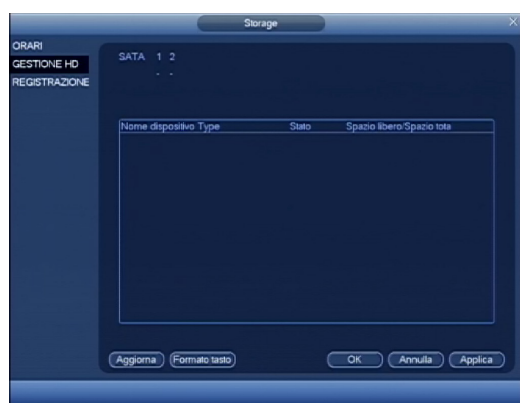 Storage
ORARI
GESTIONE HD
REGISTRAZIONE
SATA 1 2
- -
Nome dispositivo Type Stato Spazio libero/Spazio tota
Aggiorna Formato tasto OK Annulla Applica